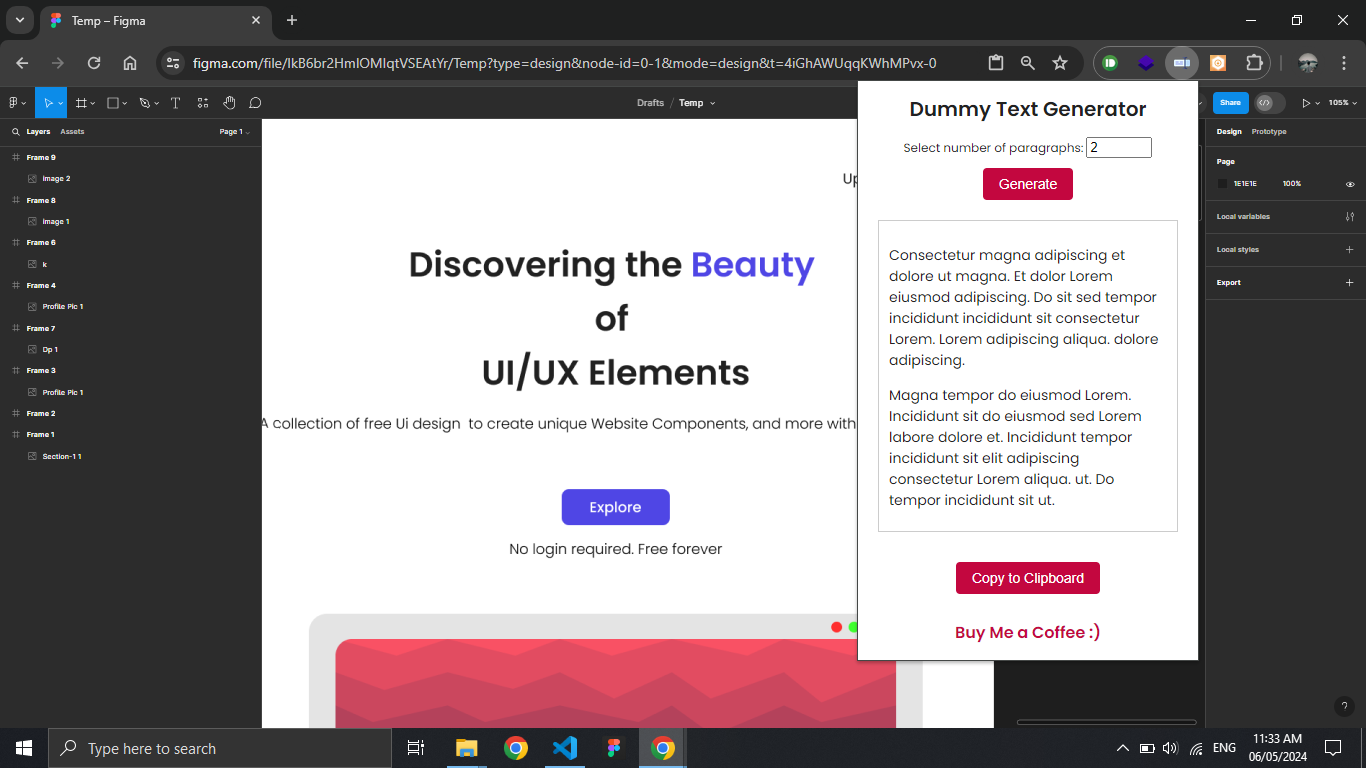 Temp – Figma
figma.com/file/IkB6br2HmIOMIqtVSEAtYr/Temp?type=design&node-id=0-1&mode=design&t=4iGhAWUqqKWhMPvx-0
Drafts / Temp
Share
105%
Layers Assets Page 1
Frame 9
image 2
Frame 8
image 1
Frame 6
k
Frame 4
Profile Pic 1
Frame 7
Dp 1
Frame 3
Profile Pic 1
Frame 2
Frame 1
Section-1 1
Up
Discovering the Beauty
of
UI/UX Elements
A collection of free Ui design to create unique Website Components, and more with
Explore
No login required. Free forever
Dummy Text Generator
Select number of paragraphs: 2
Generate
Consectetur magna adipiscing et
dolore ut magna. Et dolor Lorem
eiusmod adipiscing. Do sit sed tempor
incididunt incididunt sit consectetur
Lorem. Lorem adipiscing aliqua. dolore
adipiscing.
Magna tempor do eiusmod Lorem.
Incididunt sit do eiusmod sed Lorem
labore dolore et. Incididunt tempor
incididunt sit elit adipiscing
consectetur Lorem aliqua. ut. Do
tempor incididunt sit ut.
Copy to Clipboard
Buy Me a Coffee :)
Design Prototype
Page
1E1E1E 100%
Local variables
Local styles
Export
?
Type here to search
ENG
11:33 AM
06/05/2024